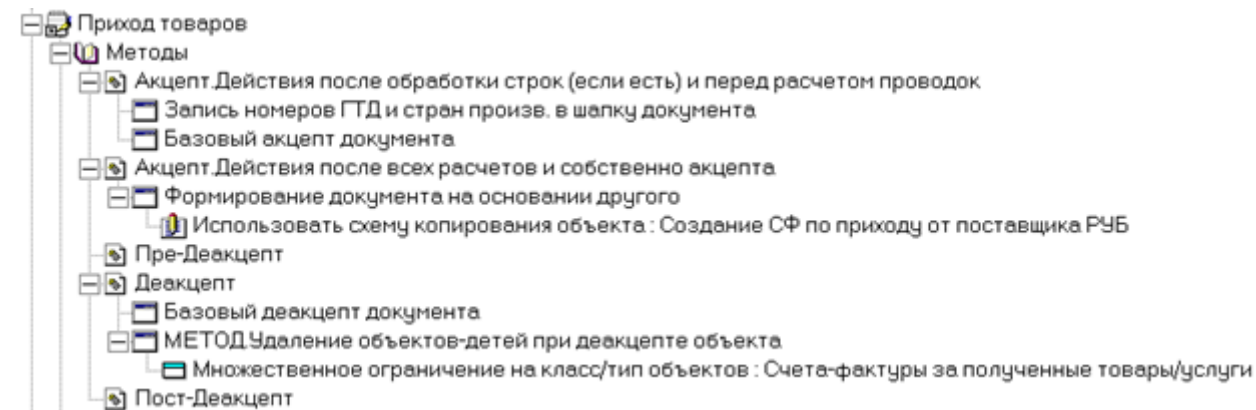 Приход товаров
Методы
Акцепт.Действия после обработки строк (если есть) и перед расчетом проводок
Запись номеров ГТД и стран произв. в шапку документа
Базовый акцепт документа
Акцепт.Действия после всех расчетов и собственно акцепта
Формирование документа на основании другого
Использовать схему копирования объекта : Создание СФ по приходу от поставщика РУБ
Пре-Деакцепт
Деакцепт
Базовый деакцепт документа
МЕТОД.Удаление объектов-детей при деакцепте объекта
Множественное ограничение на класс/тип объектов : Счета-фактуры за полученные товары/услуги
Пост-Деакцепт